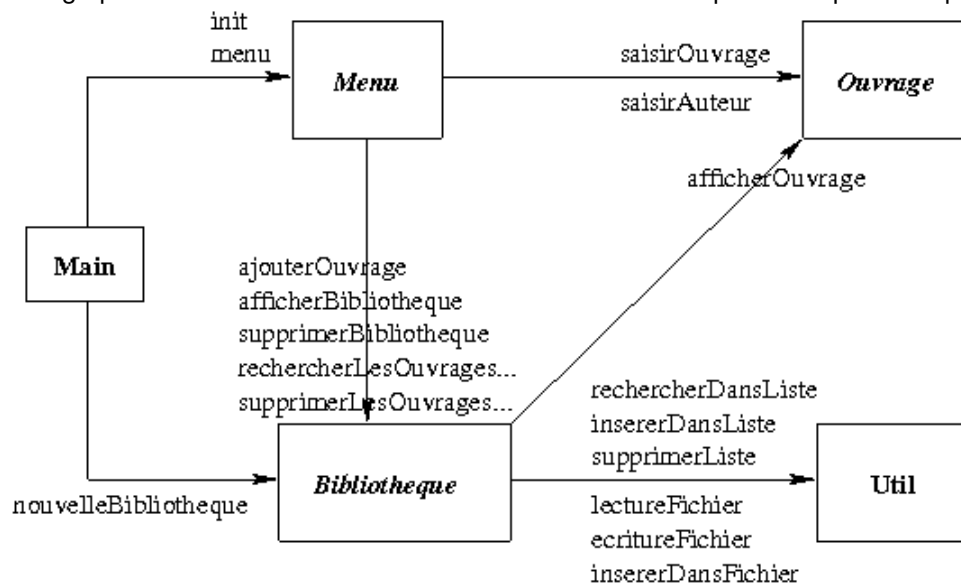 init
menu
Menu
saisirOuvrage
saisirAuteur
Ouvrage
afficherOuvrage
Main
ajouterOuvrage
afficherBibliotheque
supprimerBibliotheque
rechercherLesOuvrages...
supprimerLesOuvrages...
rechercherDansListe
insererDansListe
supprimerListe
Bibliotheque
Util
nouvelleBibliotheque
lectureFichier
ecritureFichier
insererDansFichier